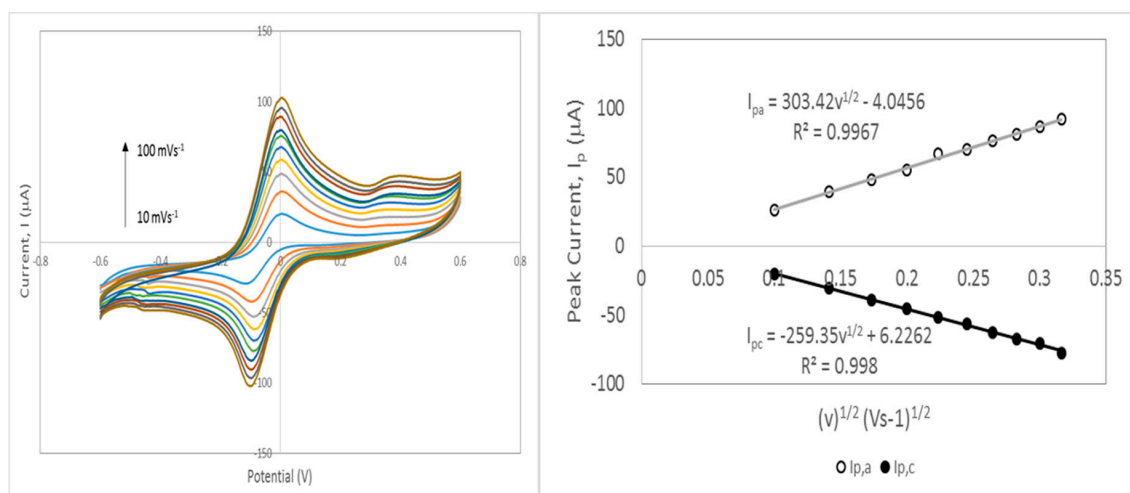 150
100
50
0
-50
-100
-150
-0.8
-0.6
-0.4
-0.2
0
0.2
0.4
0.6
0.8
100 mVs-1
10 mVs-1
Current, I (µA)
Potential (V)
150
100
50
0
-50
-100
0
0.05
0.1
0.15
0.2
0.25
0.3
0.35
Peak Current, Ip (µA)
Ipa = 303.42v1/2 - 4.0456
R² = 0.9967
Ipc = -259.35v1/2 + 6.2262
R² = 0.998
(v)1/2 (Vs-1)1/2
Ip,a Ip,c